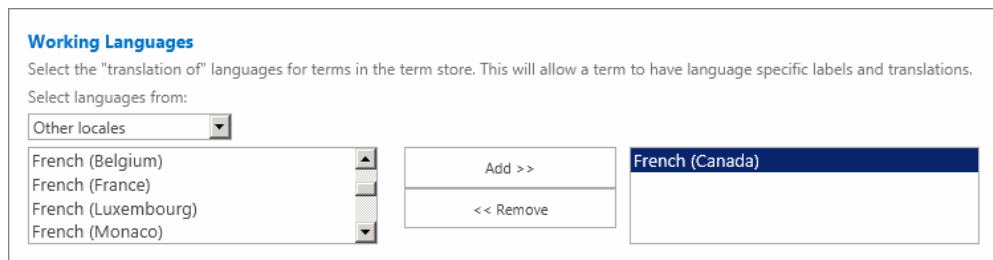 Working Languages
Select the "translation of" languages for terms in the term store. This will allow a term to have language specific labels and translations.
Select languages from:
Other locales
French (Belgium)
French (France)
French (Luxembourg)
French (Monaco)
Add >>
<< Remove
French (Canada)